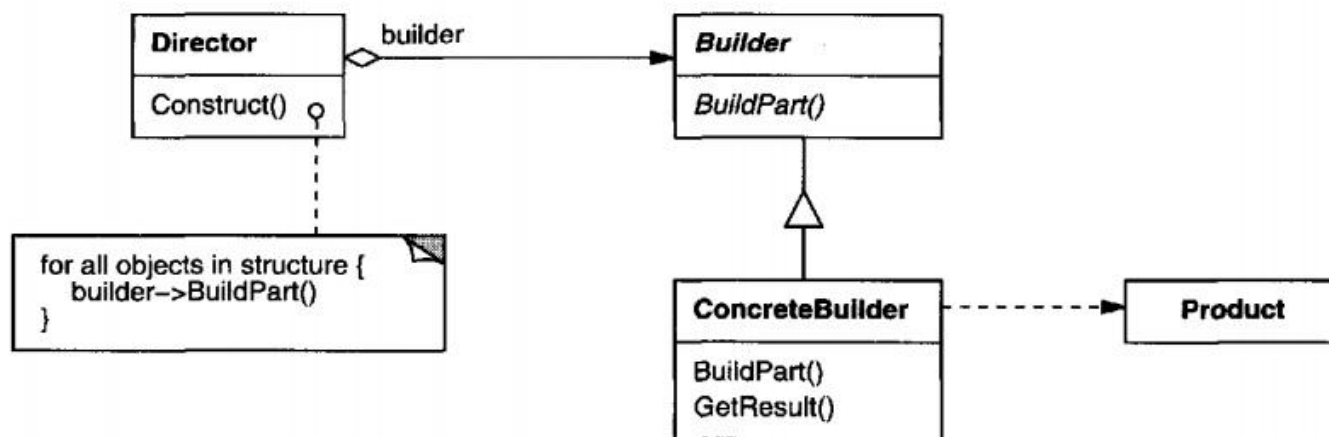 Director
Construct()
builder
Builder
BuildPart()
for all objects in structure {
builder->BuildPart()
}
ConcreteBuilder
BuildPart()
GetResult()
Product